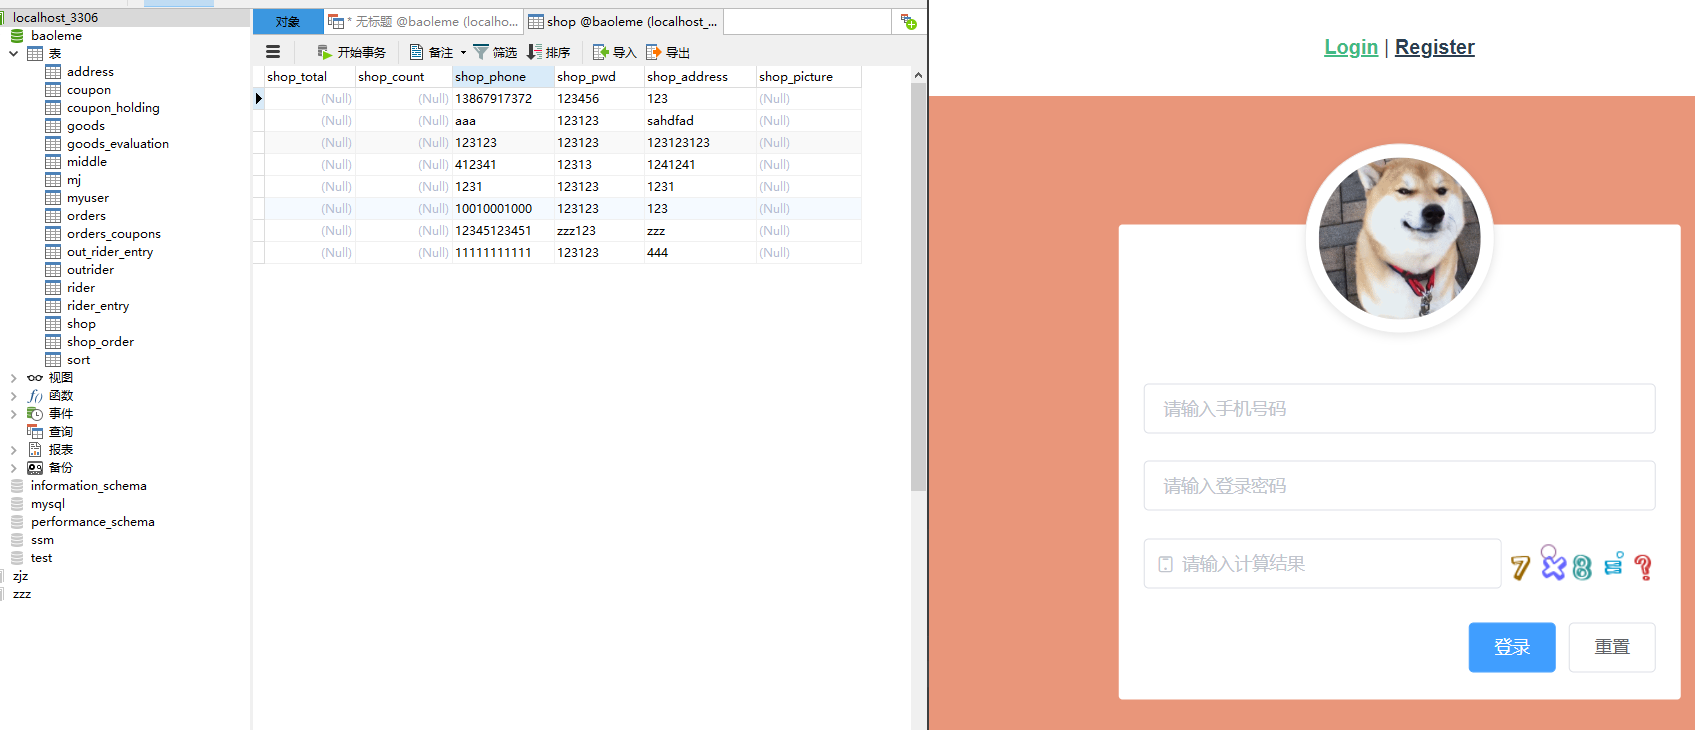 localhost_3306
baoleme
表
address
coupon
coupon_holding
goods
goods_evaluation
middle
mj
myuser
orders
orders_coupons
out_rider_entry
outrider
rider
rider_entry
shop
shop_order
sort
视图
函数
事件
查询
报表
备份
information_schema
mysql
performance_schema
ssm
test
zjz
zzz
对象 * 无标题 @baoleme (localho... shop @baoleme (localhost_...
开始事务 备注 筛选 排序 导入 导出
shop_total shop_count shop_phone shop_pwd shop_address shop_picture
(Null) (Null) 13867917372 123456 123 (Null)
(Null) (Null) aaa 123123 sahdfad (Null)
(Null) (Null) 123123 123123 123123123 (Null)
(Null) (Null) 412341 12313 1241241 (Null)
(Null) (Null) 1231 123123 1231 (Null)
(Null) (Null) 10010001000 123123 123 (Null)
(Null) (Null) 12345123451 zzz123 zzz (Null)
(Null) (Null) 11111111111 123123 444 (Null)
Login | Register
请输入手机号码
请输入登录密码
请输入计算结果 7×8=?
登录 重置